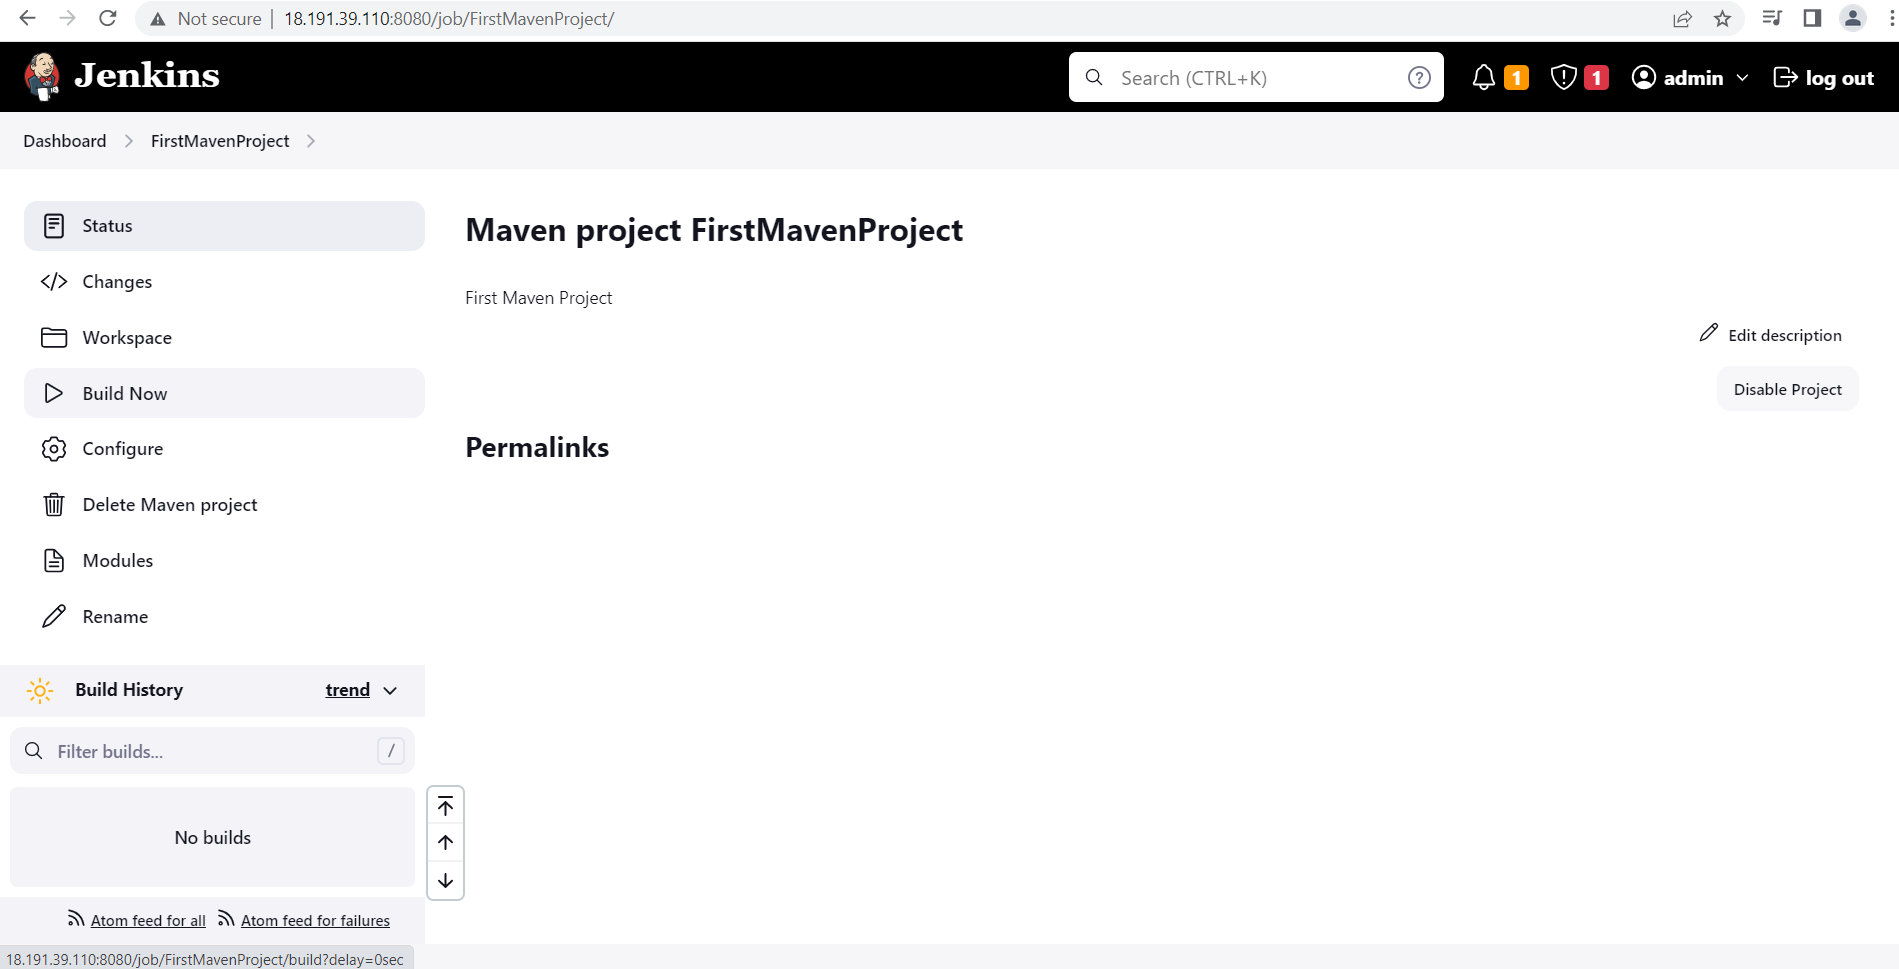 Not secure | 18.191.39.110:8080/job/FirstMavenProject/
Jenkins
Search (CTRL+K)
?
1
1
admin
log out
Dashboard
FirstMavenProject
Status
Changes
Workspace
Build Now
Configure
Delete Maven project
Modules
Rename
Maven project FirstMavenProject
First Maven Project
Edit description
Disable Project
Permalinks
Build History
trend
Filter builds...
/
No builds
Atom feed for all
Atom feed for failures
18.191.39.110:8080/job/FirstMavenProject/build?delay=0sec